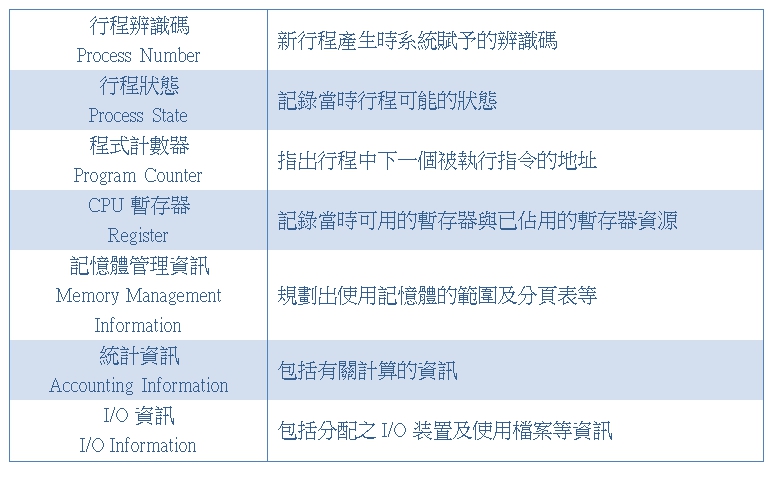 行程辨識碼
Process Number
新行程產生時系統賦予的辨識碼
行程狀態
Process State
記錄當時行程可能的狀態
程式計數器
Program Counter
指出行程中下一個被執行指令的地址
CPU 暫存器
Register
記錄當時可用的暫存器與已佔用的暫存器資源
記憶體管理資訊
Memory Management
Information
規劃出使用記憶體的範圍及分頁表等
統計資訊
Accounting Information
包括有關計算的資訊
I/O 資訊
I/O Information
包括分配之 I/O 裝置及使用檔案等資訊